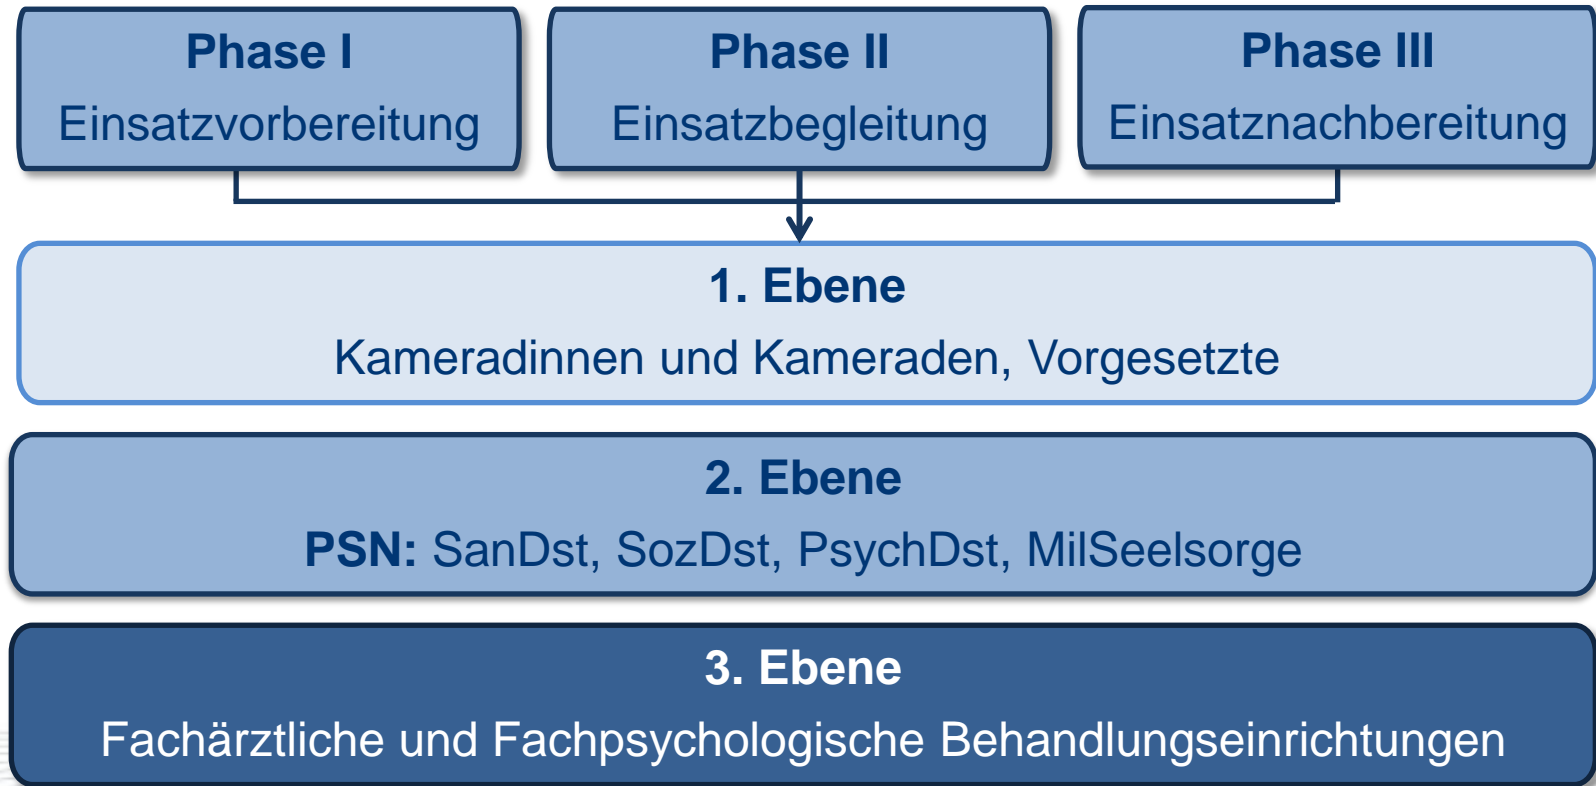 Phase I
Einsatzvorbereitung
Phase II
Einsatzbegleitung
Phase III
Einsatznachbereitung
1. Ebene
Kameradinnen und Kameraden, Vorgesetzte
2. Ebene
PSN: SanDst, SozDst, PsychDst, MilSeelsorge
3. Ebene
Fachärztliche und Fachpsychologische Behandlungseinrichtungen